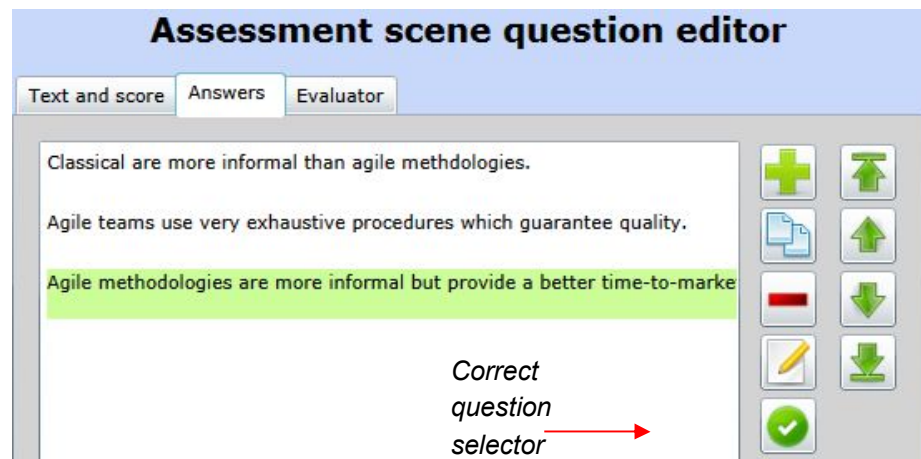 Assessment scene question editor
Text and score Answers Evaluator
Classical are more informal than agile methdologies.
Agile teams use very exhaustive procedures which guarantee quality.
Agile methodologies are more informal but provide a better time-to-marke
Correct
question
selector